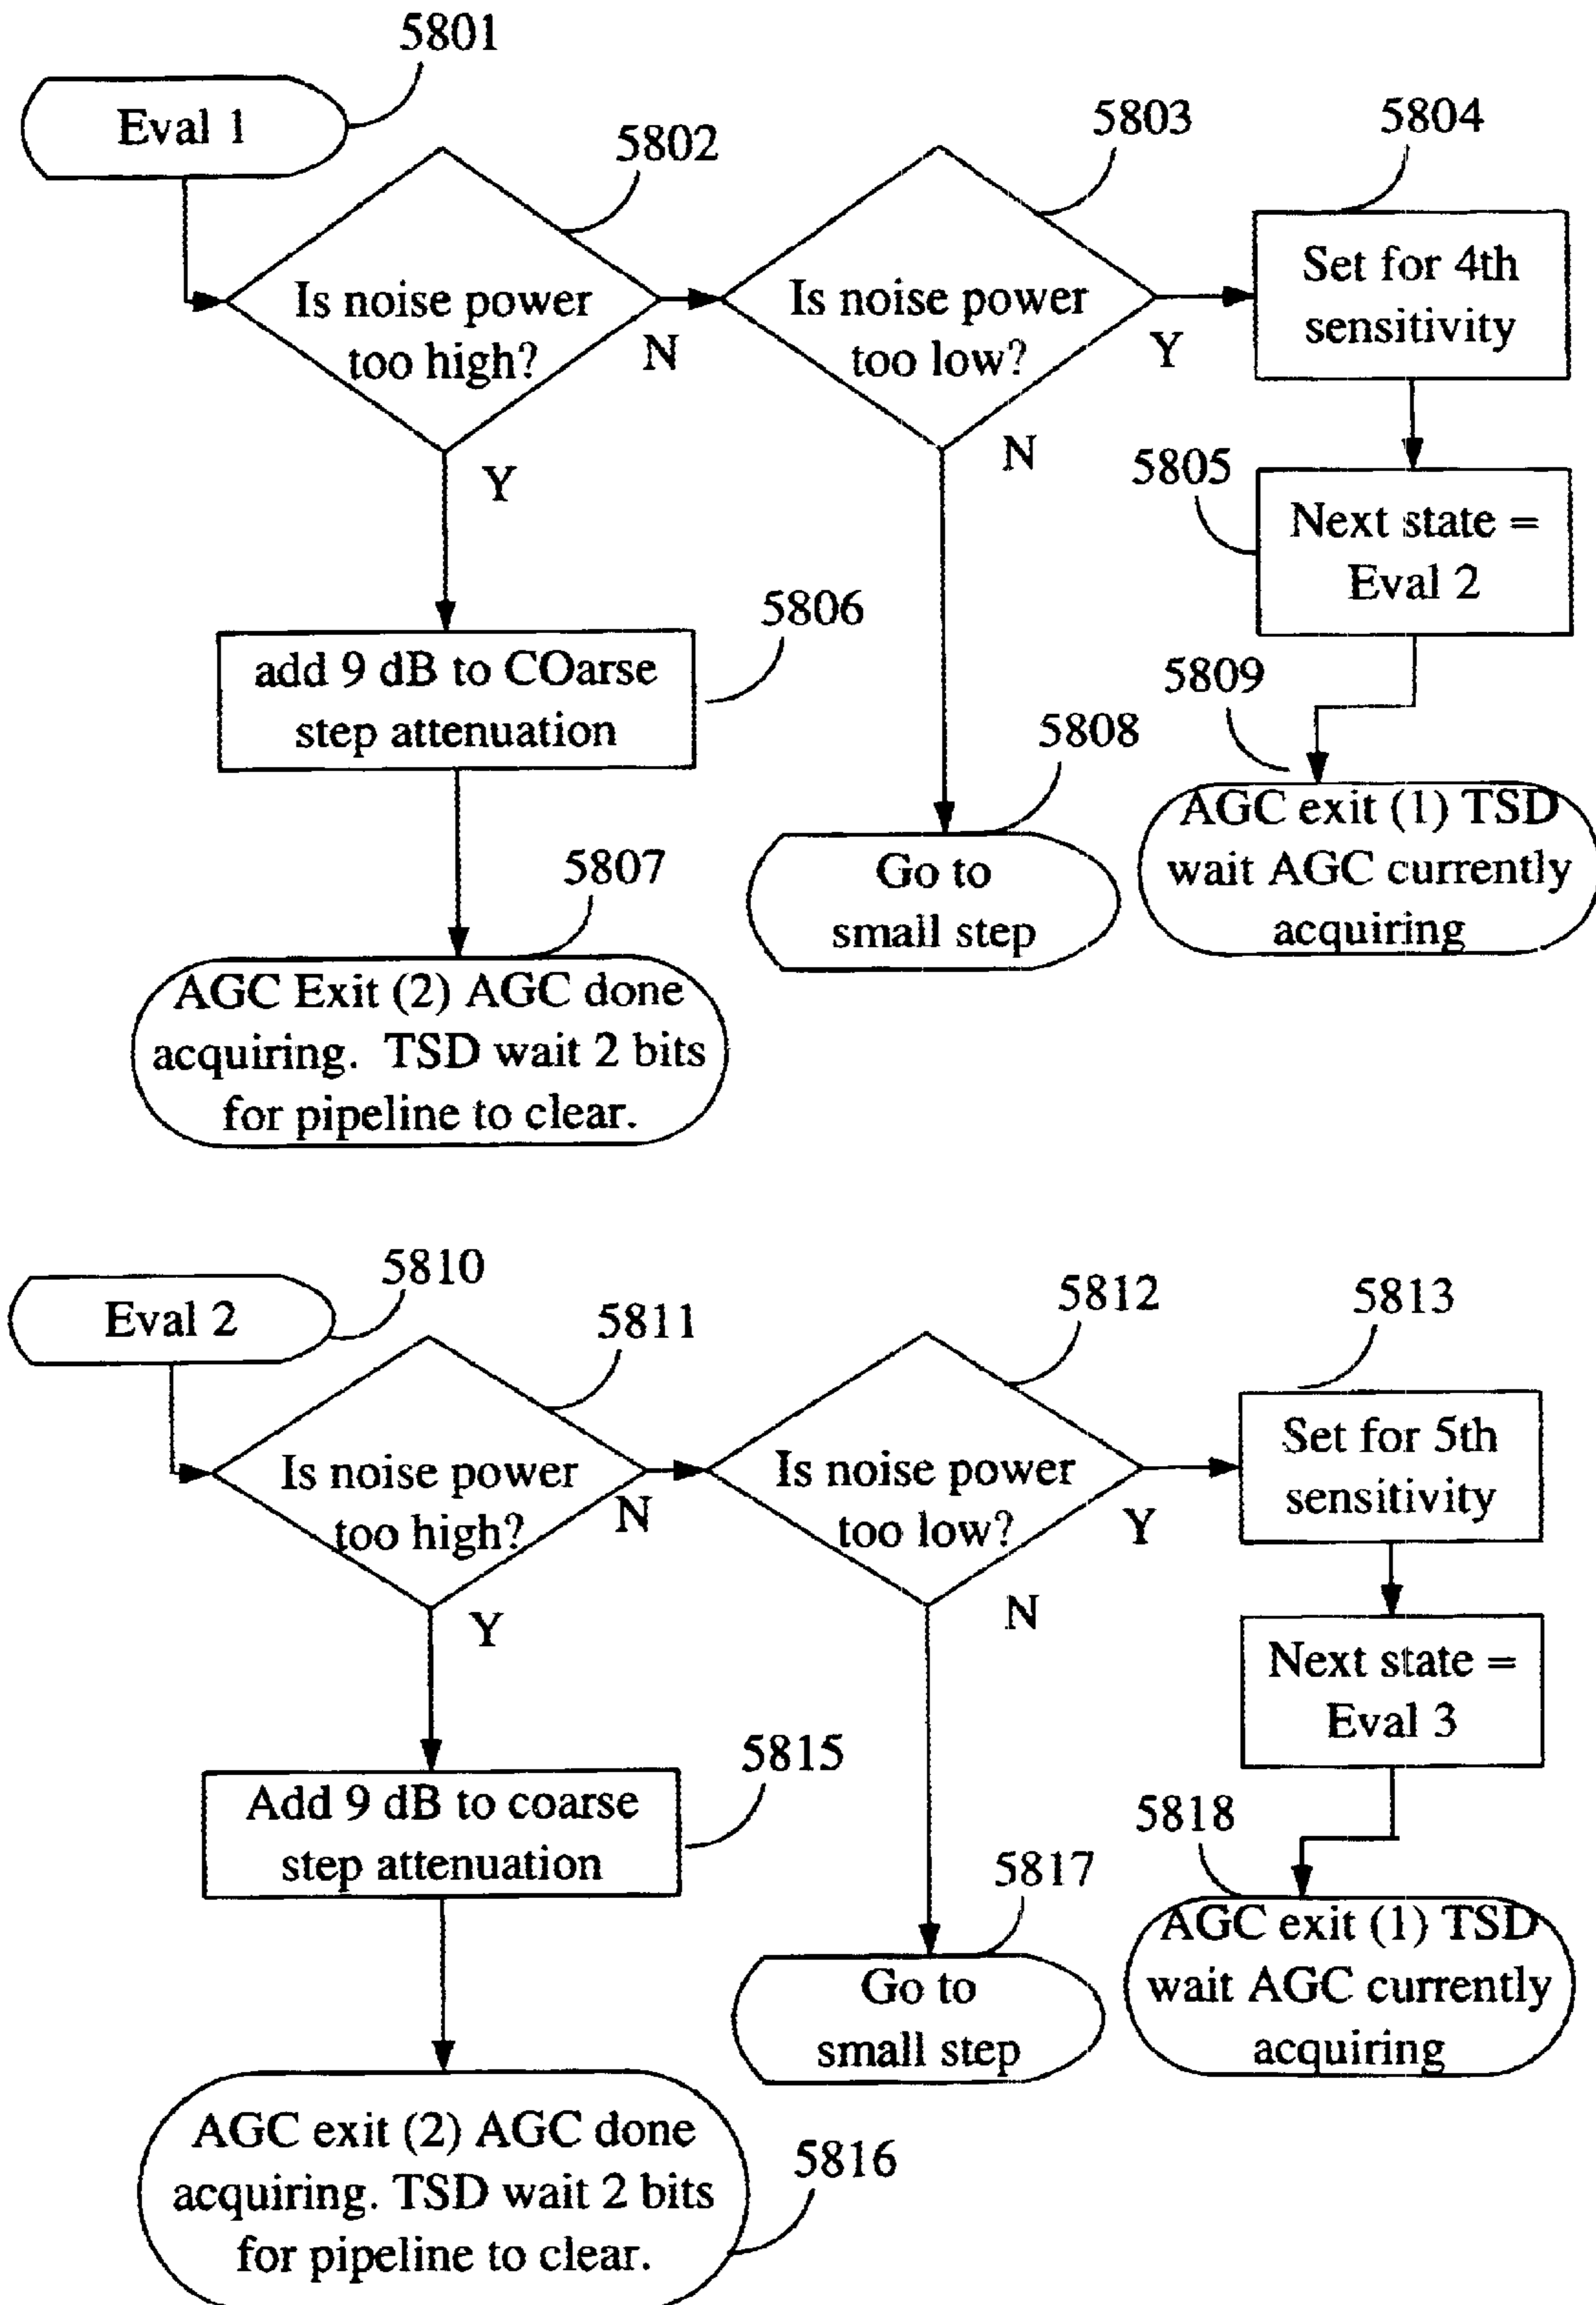 5801
Eval 1
5802
5803
5804
Is noise power
too high?
N
Y
Is noise power
too low?
Y
N
Set for 4th
sensitivity
5805
Next state =
Eval 2
5806
add 9 dB to COarse
step attenuation
5809
AGC exit (1) TSD
wait AGC currently
acquiring
5808
Go to
small step
5807
AGC Exit (2) AGC done
acquiring. TSD wait 2 bits
for pipeline to clear.
5810
Eval 2
5811
5812
5813
Is noise power
too high?
N
Y
Is noise power
too low?
Y
N
Set for 5th
sensitivity
Next state =
Eval 3
5815
Add 9 dB to coarse
step attenuation
5818
AGC exit (1) TSD
wait AGC currently
acquiring
5817
Go to
small step
AGC exit (2) AGC done
acquiring. TSD wait 2 bits
for pipeline to clear.
5816